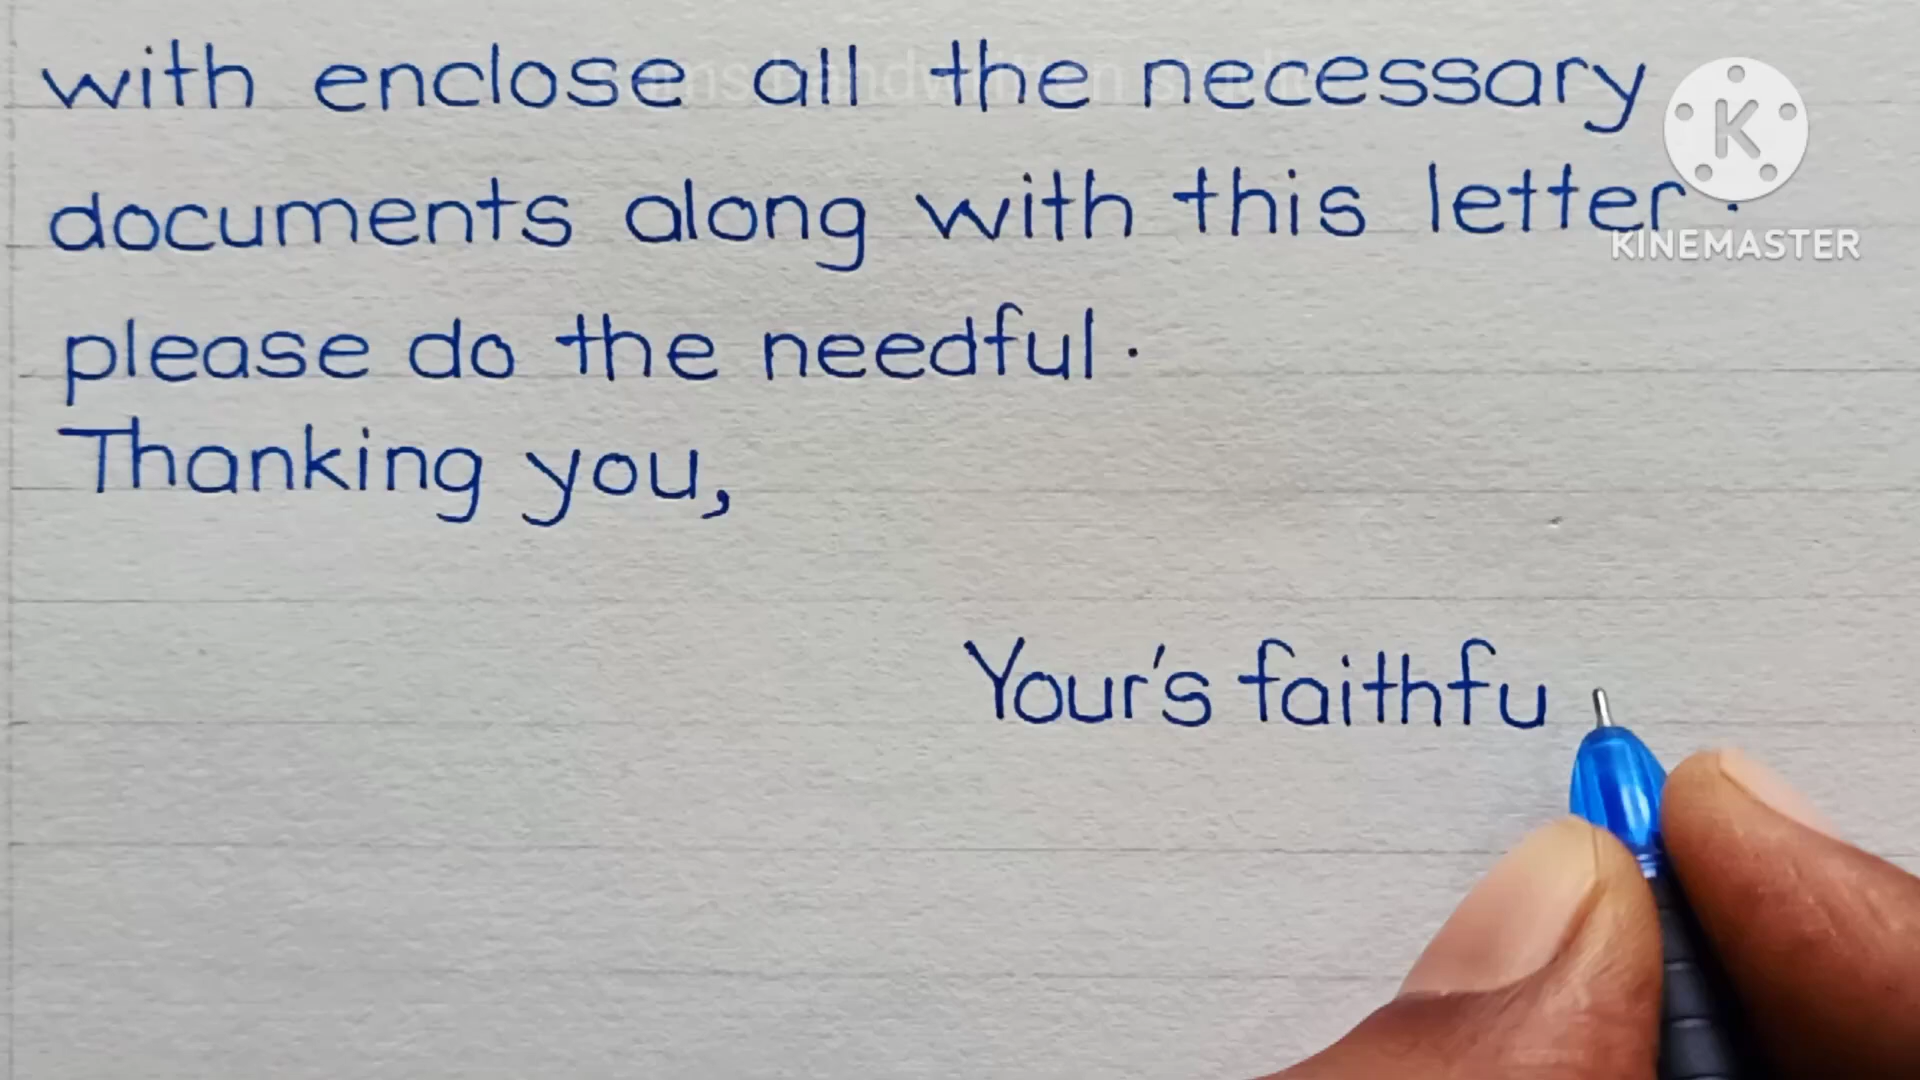 with enclose all the necessary
documents along with this letter.
KINEMASTER
please do the needful.
Thanking you,
Your's faithfu